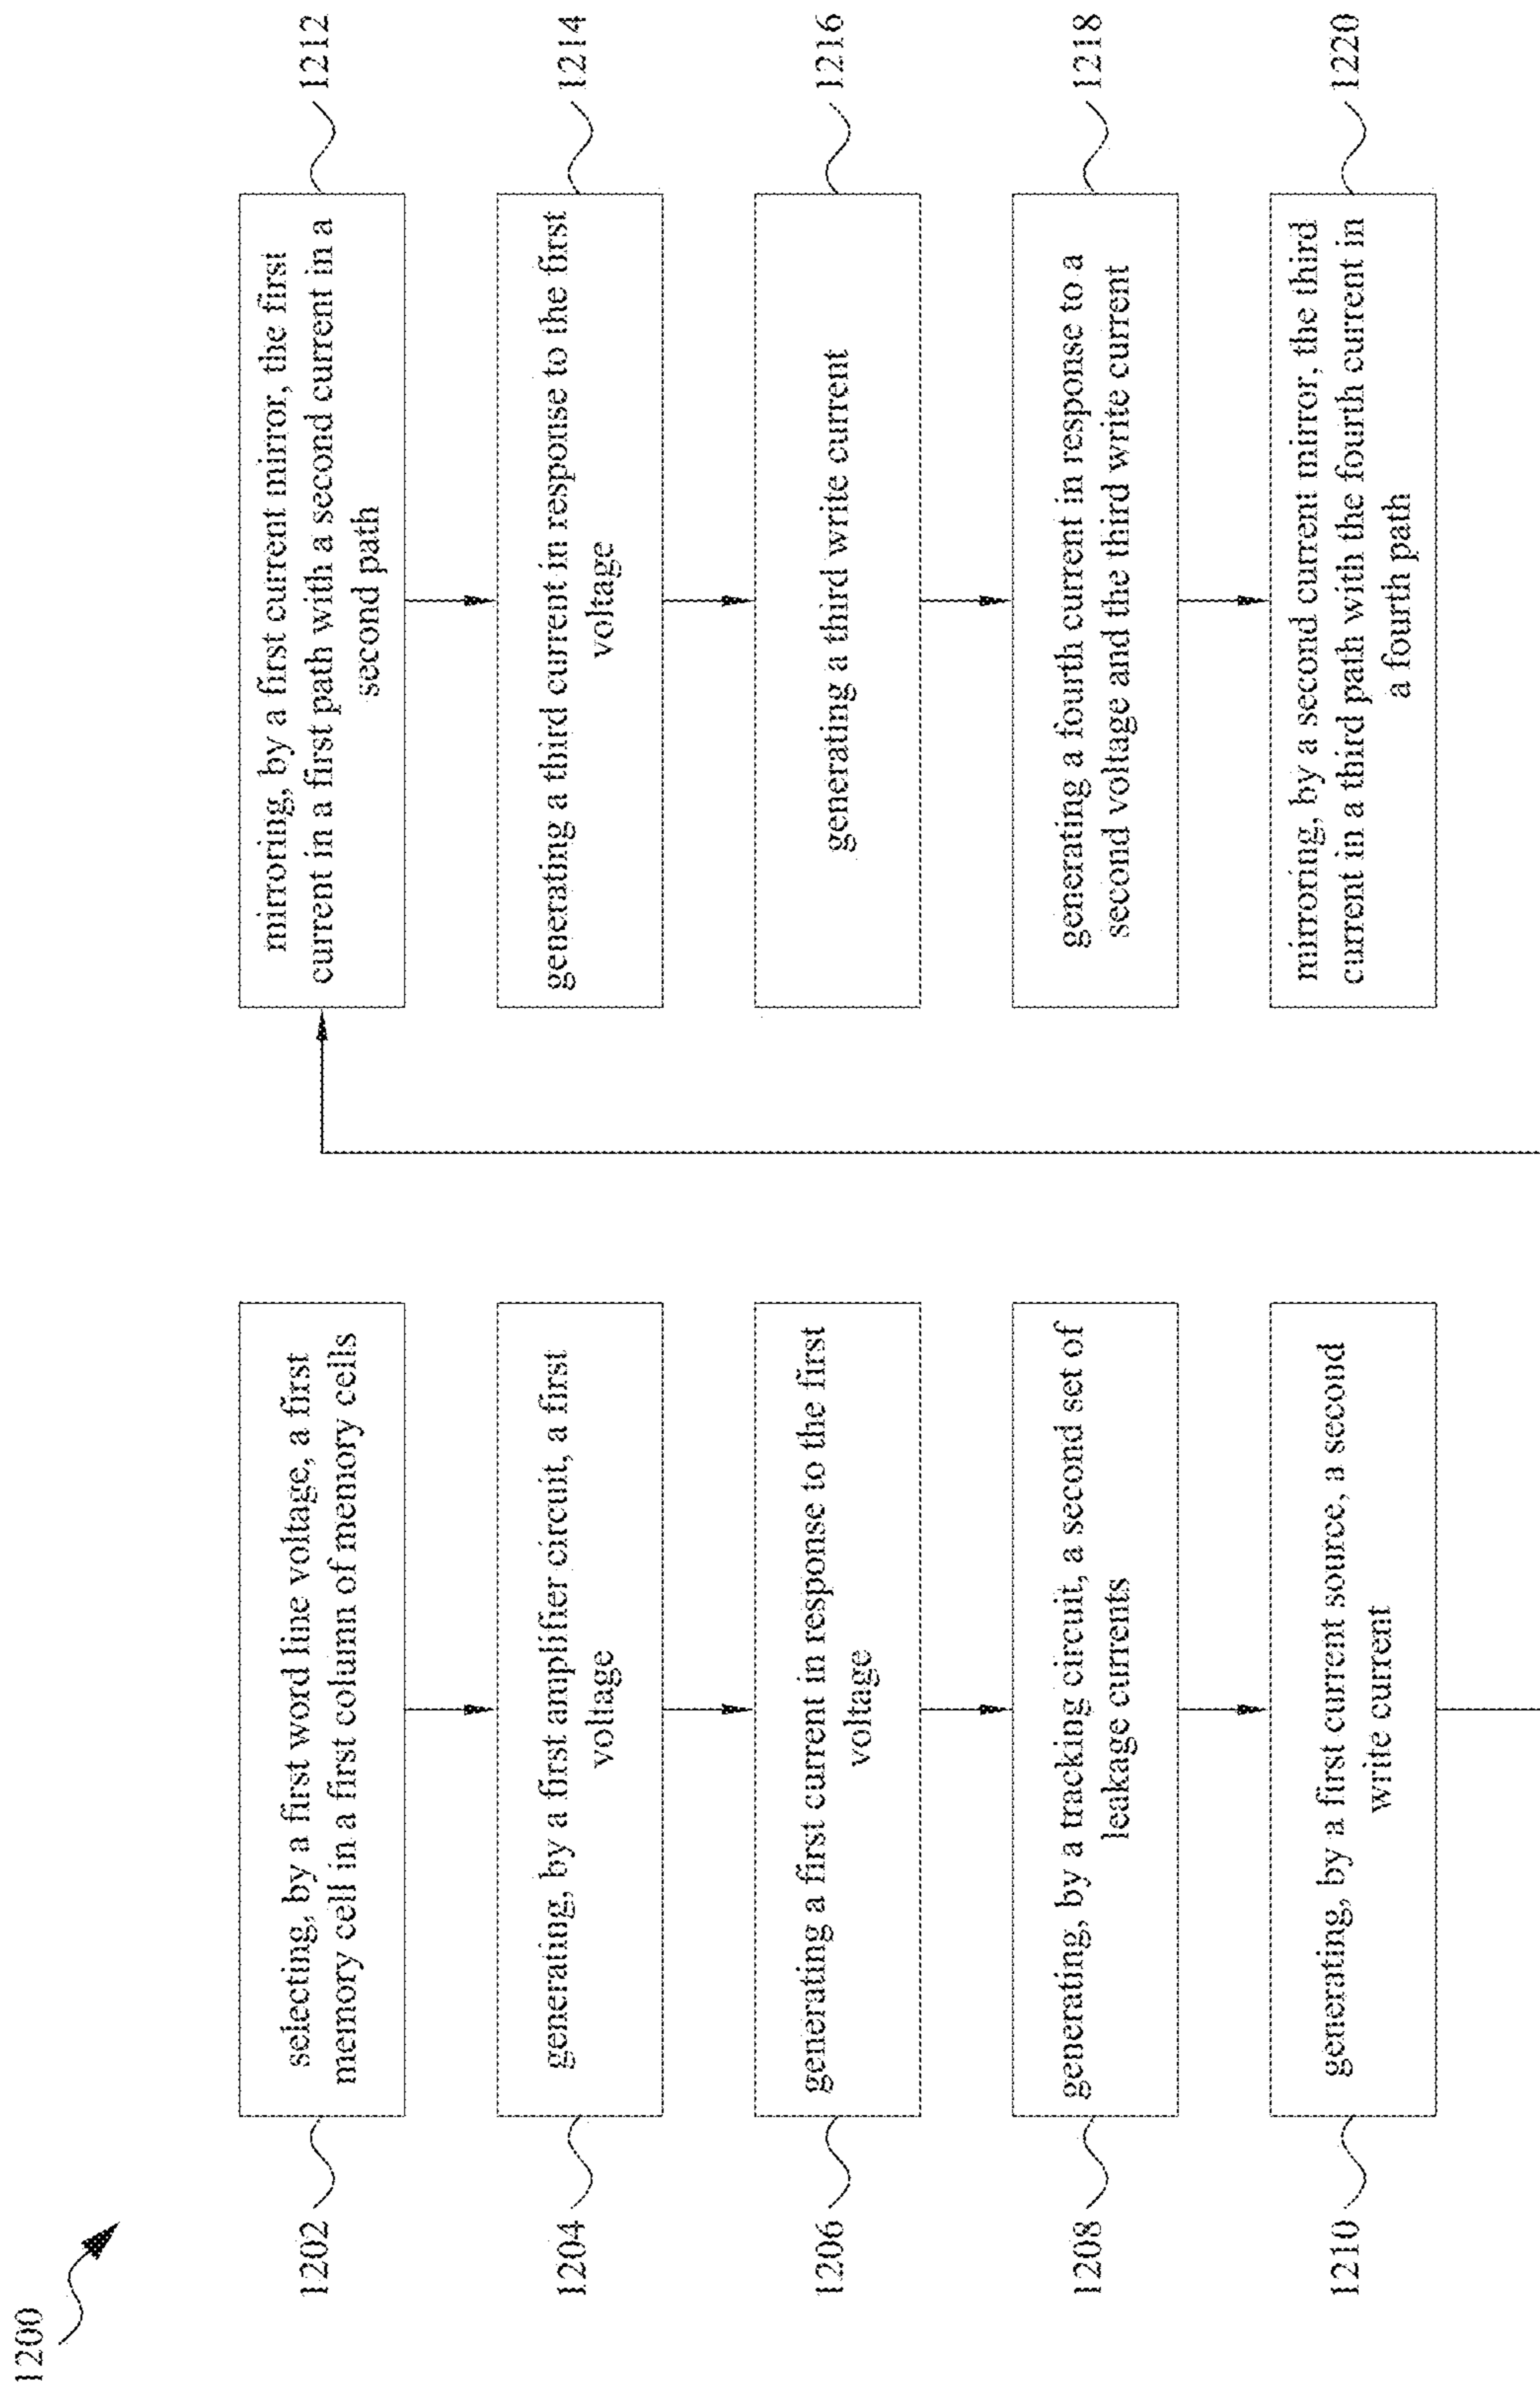 1200
1202
selecting, by a first word line voltage, a first
memory cell in a first column of memory cells
1204
generating, by a first amplifier circuit, a first
voltage
1206
generating a first current in response to the first
voltage
1208
generating, by a tracking circuit, a second set of
leakage currents
1210
generating, by a first current source, a second
write current
mirroring, by a first current mirror, the first
current in a first path with a second current in a
second path
1212
generating a third current in response to the first
voltage
1214
generating a third write current
1216
generating a fourth current in response to a
second voltage and the third write current
1218
mirroring, by a second current mirror, the third
current in a third path with the fourth current in
a fourth path
1220